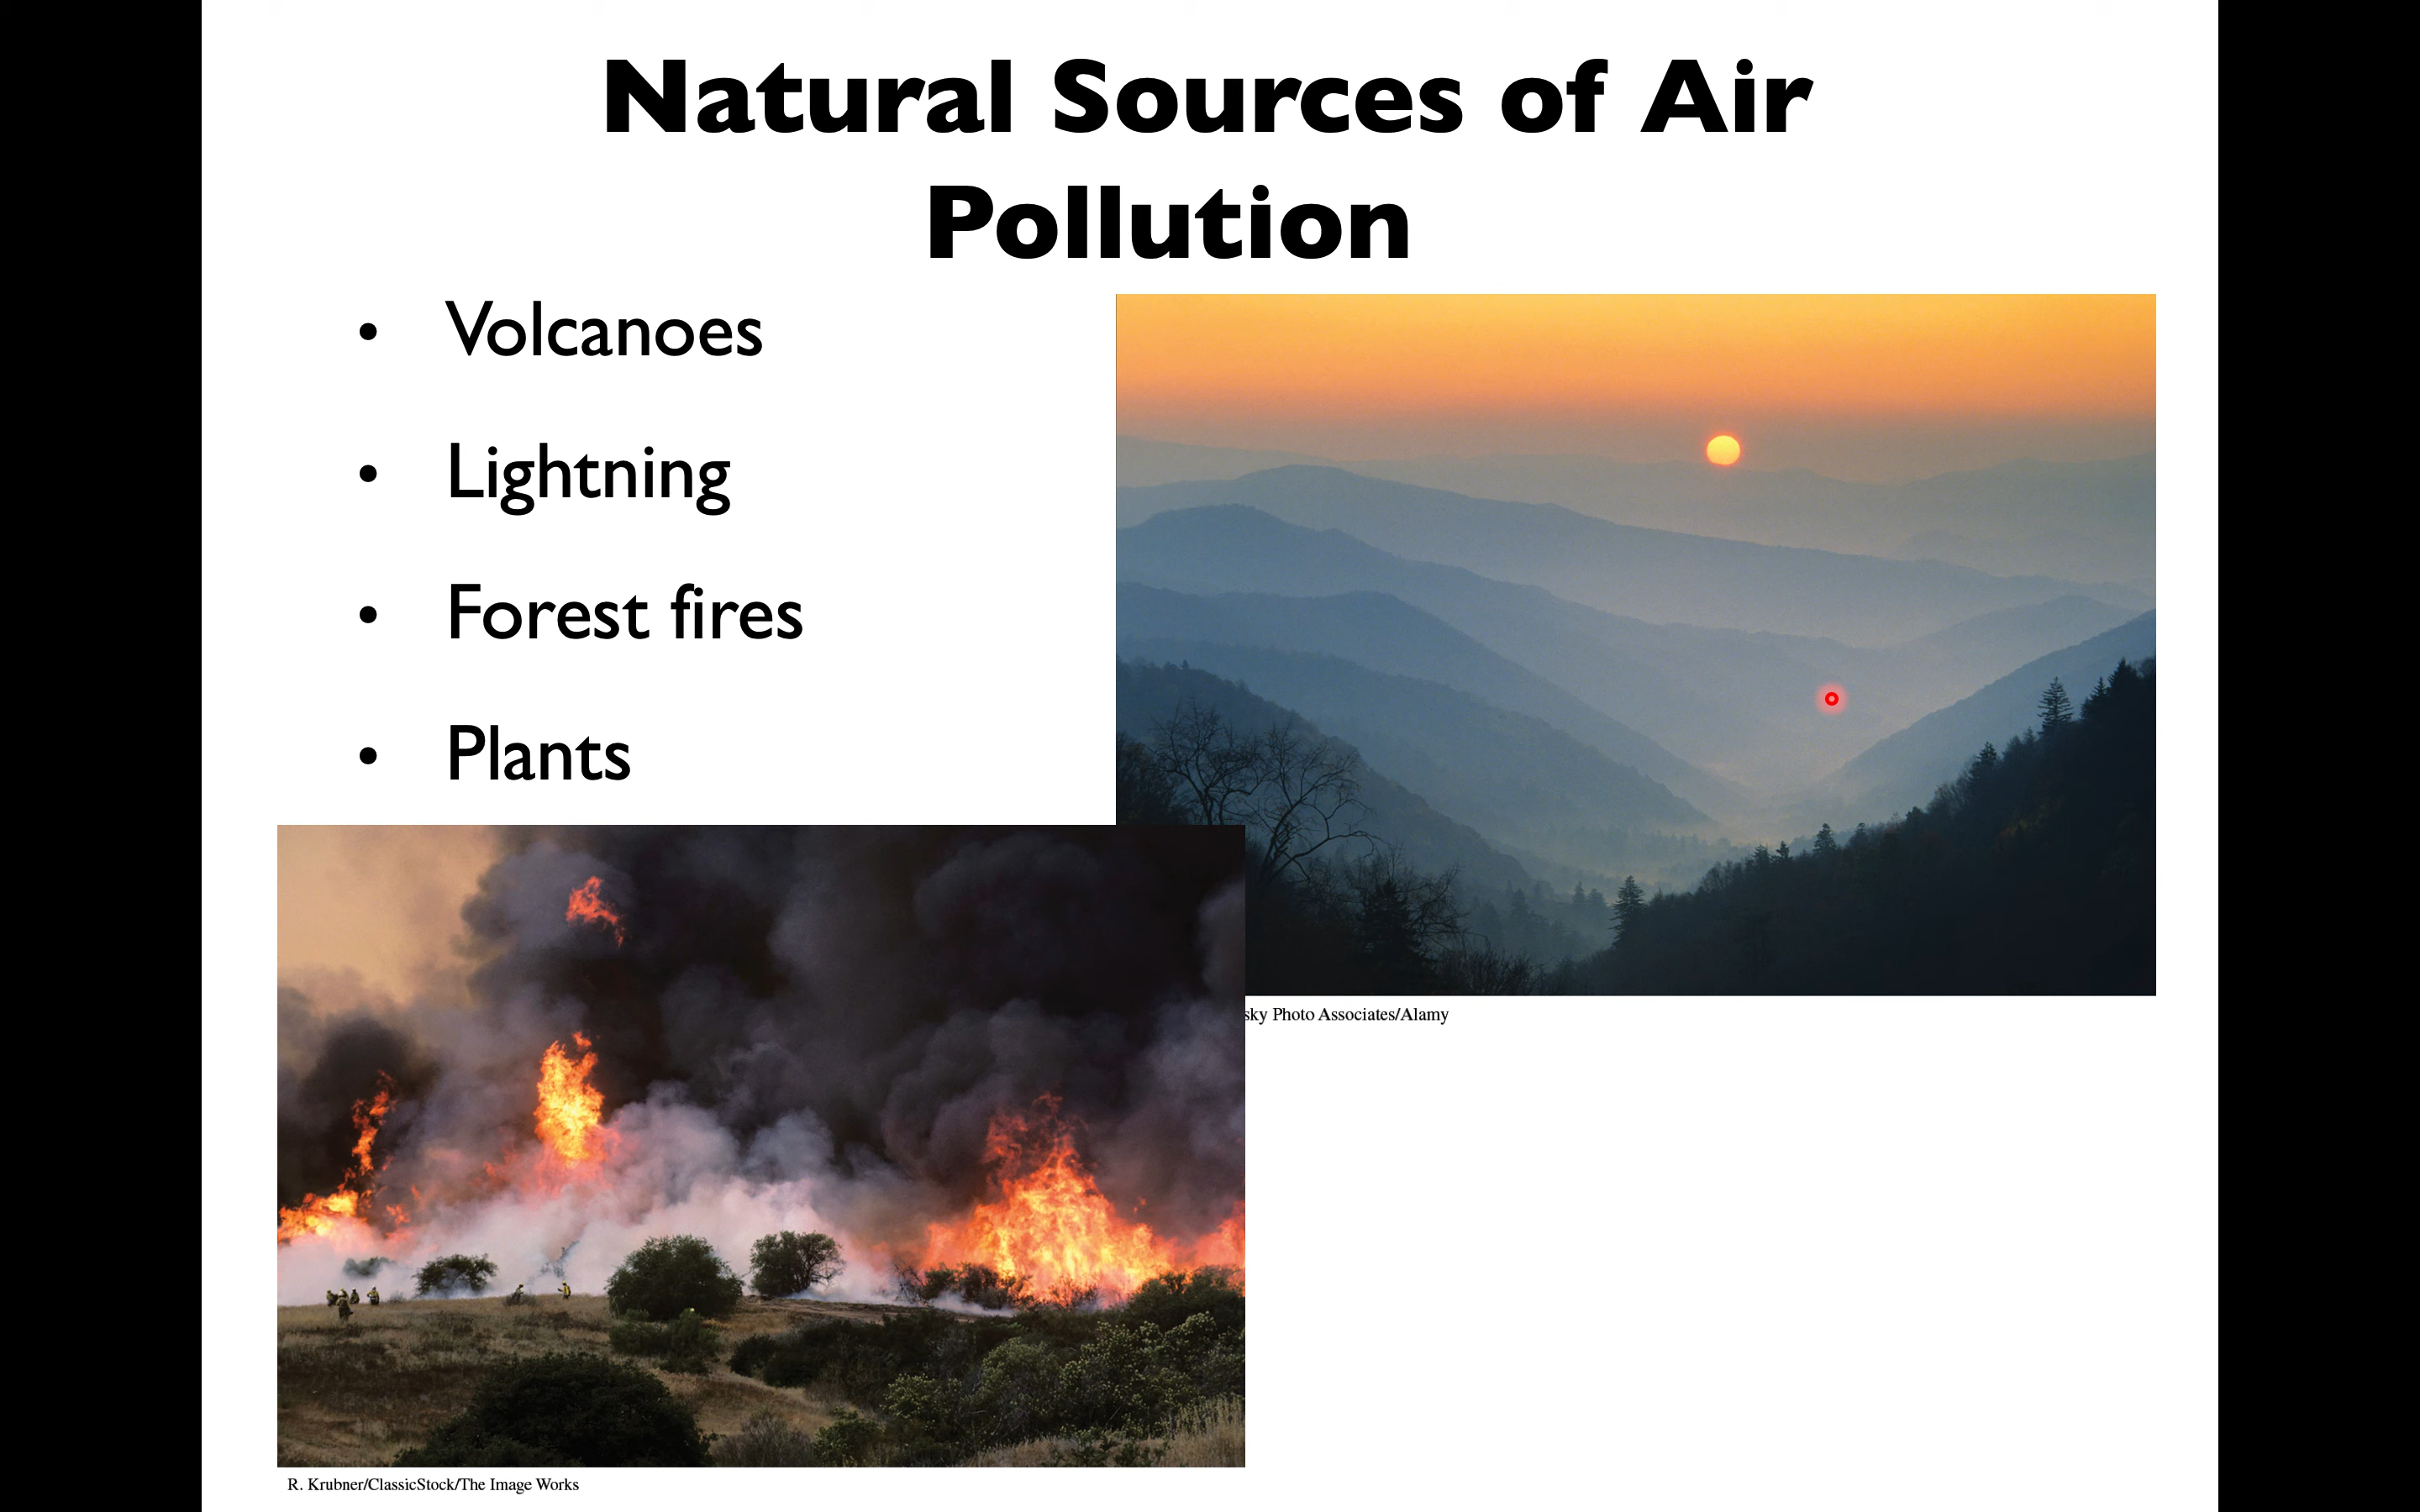 Natural Sources of Air
Pollution
• Volcanoes
• Lightning
• Forest fires
• Plants
sky Photo Associates/Alamy
R. Krubner/ClassicStock/The Image Works